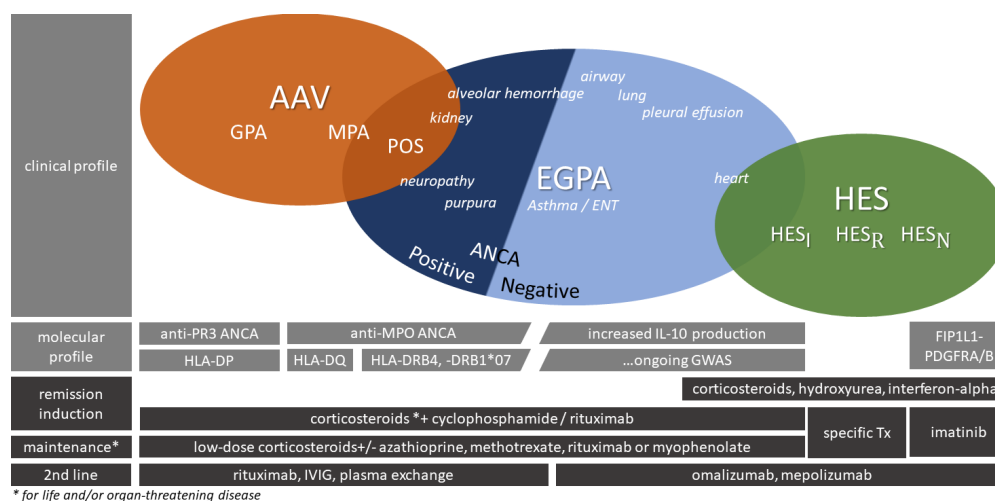 clinical profile
AAV
GPA
MPA
POS
alveolar hemorrhage
kidney
neuropathy
purpura
airway
lung
pleural effusion
EGPA
Asthma / ENT
heart
ANCA
Positive
Negative
HES
HESI
HESR
HESN
molecular profile
anti-PR3 ANCA
anti-MPO ANCA
increased IL-10 production
FIP1L1-
PDGFRA/B
HLA-DP
HLA-DQ
HLA-DRB4, -DRB1*07
...ongoing GWAS
remission
induction
corticosteroids, hydroxyurea, interferon-alpha
corticosteroids *+ cyclophosphamide / rituximab
specific Tx
imatinib
maintenance*
low-dose corticosteroids+/- azathioprine, methotrexate, rituximab or myophenolate
2nd line
rituximab, IVIG, plasma exchange
omalizumab, mepolizumab
* for life and/or organ-threatening disease